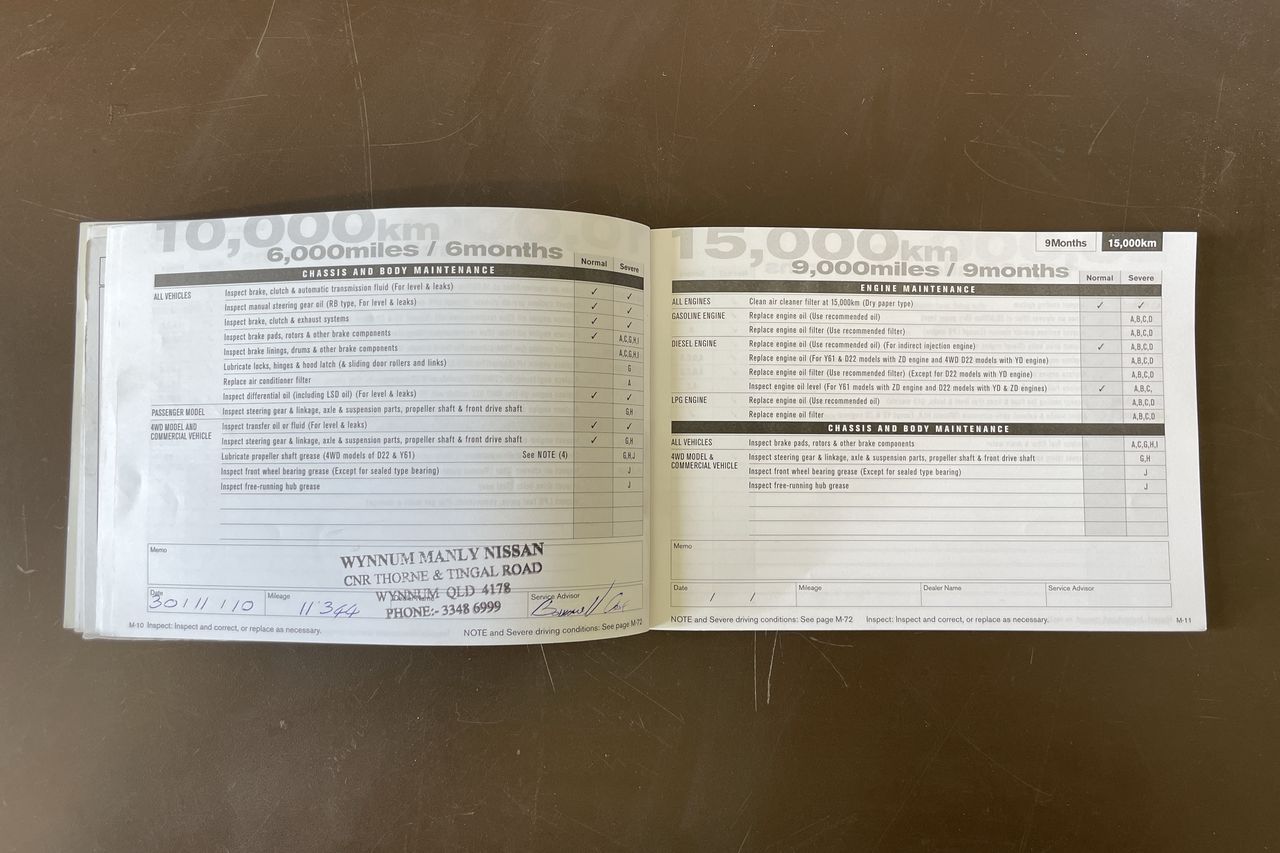 10,000km
6,000miles / 6months
CHASSIS AND BODY MAINTENANCE Normal Severe
ALL VEHICLES Inspect brake, clutch & automatic transmission fluid (For level & leaks) ✓ ✓
Inspect manual steering gear oil (RB type, For level & leaks) ✓ ✓
Inspect brake, clutch & exhaust systems ✓ ✓
Inspect brake pads, rotors & other brake components ✓ A,C,G,H,I
Inspect brake linings, drums & other brake components A,C,G,H,I
Lubricate locks, hinges & hood latch (& sliding door rollers and links) G
Replace air conditioner filter A
Inspect differential oil (including LSD oil) (For level & leaks) ✓ ✓
PASSENGER MODEL Inspect steering gear & linkage, axle & suspension parts, propeller shaft & front drive shaft G,H
4WD MODEL AND COMMERCIAL VEHICLE Inspect transfer oil or fluid (For level & leaks) ✓ ✓
Inspect steering gear & linkage, axle & suspension parts, propeller shaft & front drive shaft ✓ G,H
Lubricate propeller shaft grease (4WD models of D22 & Y61) See NOTE (4) G,H,J
Inspect front wheel bearing grease (Except for sealed type bearing) J
Inspect free-running hub grease J
Memo
WYNNUM MANLY NISSAN
CNR THORNE & TINGAL ROAD
WYNNUM QLD 4178
PHONE:- 3348 6999
Date 30/11/10 Mileage 11344 Service Advisor
M-10 Inspect: Inspect and correct, or replace as necessary. NOTE and Severe driving conditions: See page M-72
15,000km
9Months 15,000km
9,000miles / 9months
Normal Severe
ENGINE MAINTENANCE
ALL ENGINES Clean air cleaner filter at 15,000km (Dry paper type) ✓ ✓
GASOLINE ENGINE Replace engine oil (Use recommended oil) A,B,C,D
Replace engine oil filter (Use recommended filter) A,B,C,D
DIESEL ENGINE Replace engine oil (Use recommended oil) (For indirect injection engine) ✓ A,B,C,D
Replace engine oil (For Y61 & D22 models with ZD engine and 4WD D22 models with YD engine) A,B,C,D
Replace engine oil filter (Use recommended filter) (Except for D22 models with YD engine) A,B,C,D
Inspect engine oil level (For Y61 models with ZD engine and D22 models with YD & ZD engines) ✓ A,B,C,
LPG ENGINE Replace engine oil (Use recommended oil) A,B,C,D
Replace engine oil filter A,B,C,D
CHASSIS AND BODY MAINTENANCE
ALL VEHICLES Inspect brake pads, rotors & other brake components A,C,G,H,I
4WD MODEL & COMMERCIAL VEHICLE Inspect steering gear & linkage, axle & suspension parts, propeller shaft & front drive shaft G,H
Inspect front wheel bearing grease (Except for sealed type bearing) J
Inspect free-running hub grease J
Memo
Date / / Mileage Dealer Name Service Advisor
NOTE and Severe driving conditions: See page M-72 Inspect: Inspect and correct, or replace as necessary. M-11